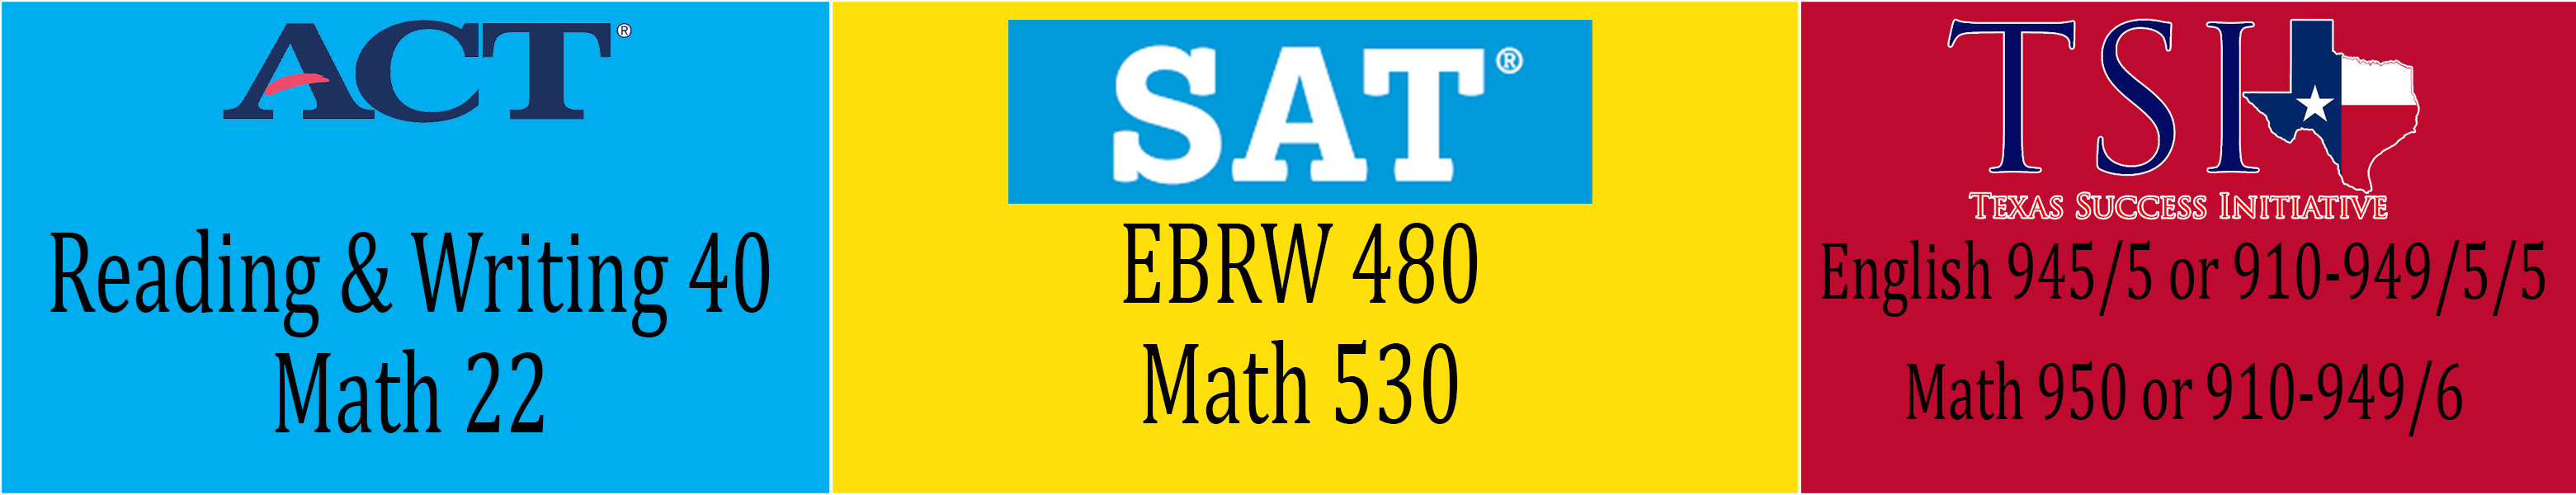 ACT®
Reading & Writing 40
Math 22
SAT®
EBRW 480
Math 530
TSI
TEXAS SUCCESS INITIATIVE
English 945/5 or 910-949/5/5
Math 950 or 910-949/6